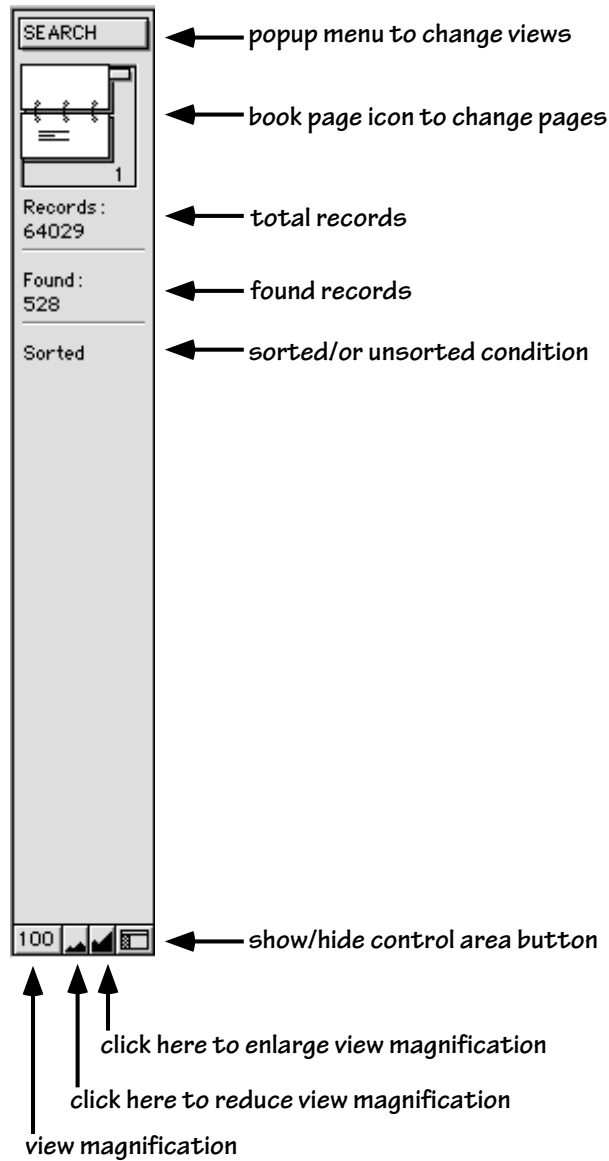 SEARCH
popup menu to change views
book page icon to change pages
1
Records:
64029
total records
Found:
528
found records
Sorted
sorted/or unsorted condition
100
show/hide control area button
click here to enlarge view magnification
click here to reduce view magnification
view magnification